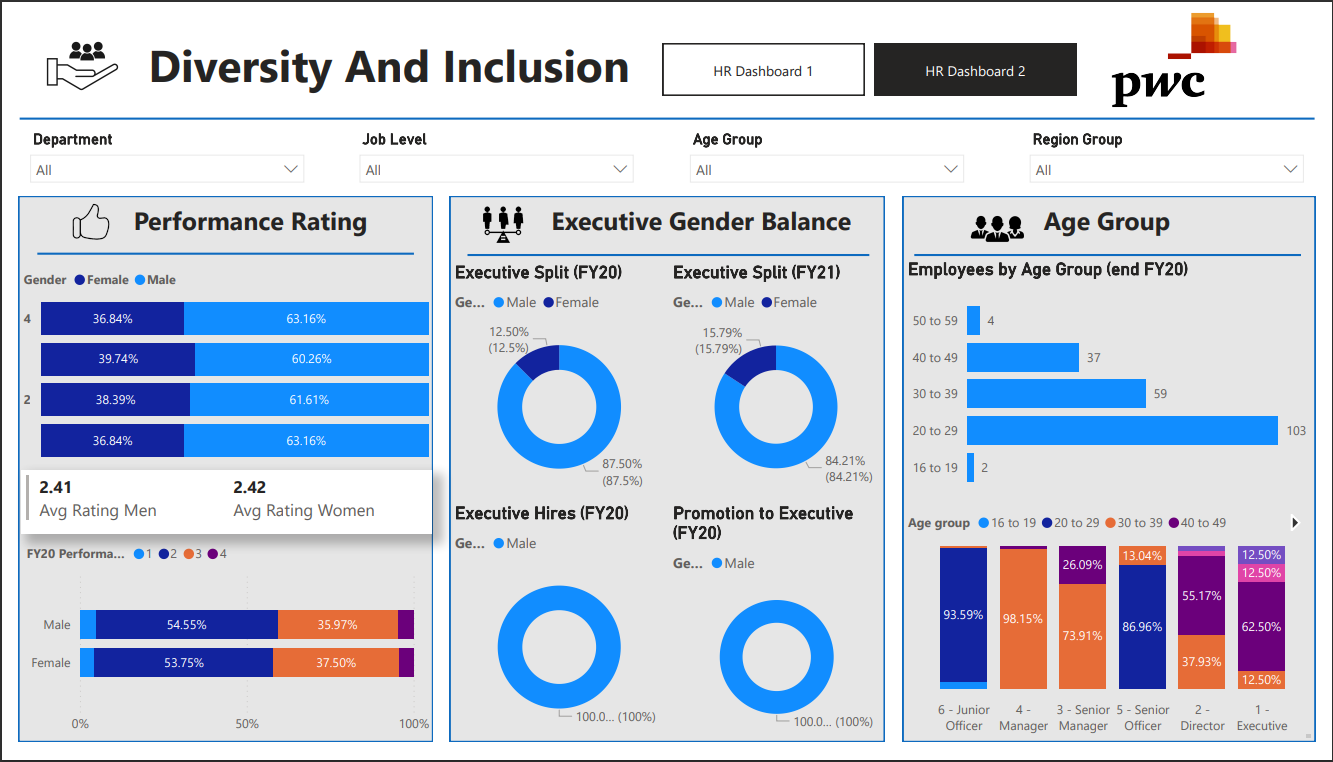 Diversity And Inclusion
HR Dashboard 1
HR Dashboard 2
pwc
Department
Job Level
Age Group
Region Group
All
All
All
All
Performance Rating
Gender Female Male
4
36.84% 63.16%
39.74% 60.26%
2
38.39% 61.61%
36.84% 63.16%
2.41
Avg Rating Men
2.42
Avg Rating Women
FY20 Performa... 1 2 3 4
Male 54.55% 35.97%
Female 53.75% 37.50%
0% 50% 100%
Executive Gender Balance
Executive Split (FY20)
Ge... Male Female
12.50%
(12.5%)
87.50%
(87.5%)
Executive Split (FY21)
Ge... Male Female
15.79%
(15.79%)
84.21%
(84.21%)
Executive Hires (FY20)
Ge... Male
100.0... (100%)
Promotion to Executive
(FY20)
Ge... Male
100.0... (100%)
Age Group
Employees by Age Group (end FY20)
50 to 59 4
40 to 49 37
30 to 39 59
20 to 29 103
16 to 19 2
Age group 16 to 19 20 to 29 30 to 39 40 to 49
93.59%
98.15%
26.09%
73.91%
13.04%
86.96%
55.17%
37.93%
12.50%
12.50%
62.50%
12.50%
6 - Junior
Officer
4 -
Manager
3 - Senior
Manager
5 - Senior
Officer
2 -
Director
1 -
Executive